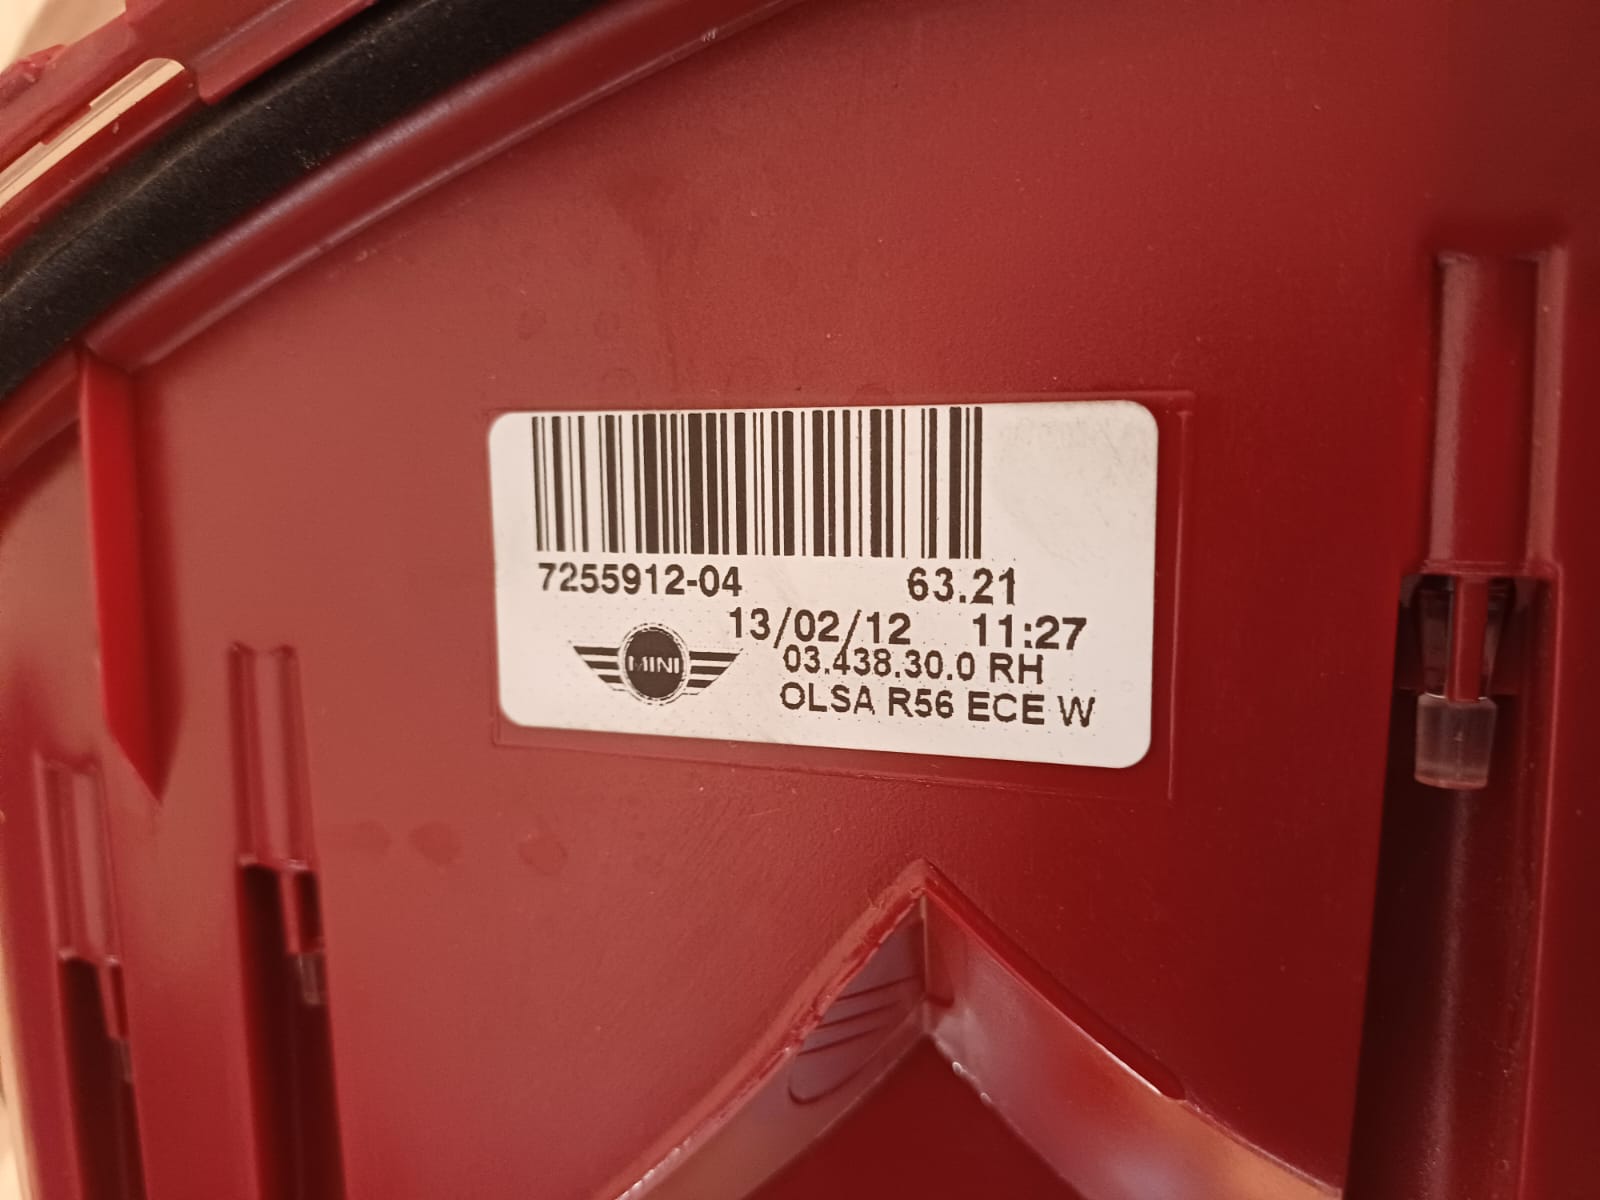 7255912-04 63.21
13/02/12 11:27
MINI 03.438.30.0 RH
OLSA R56 ECE W